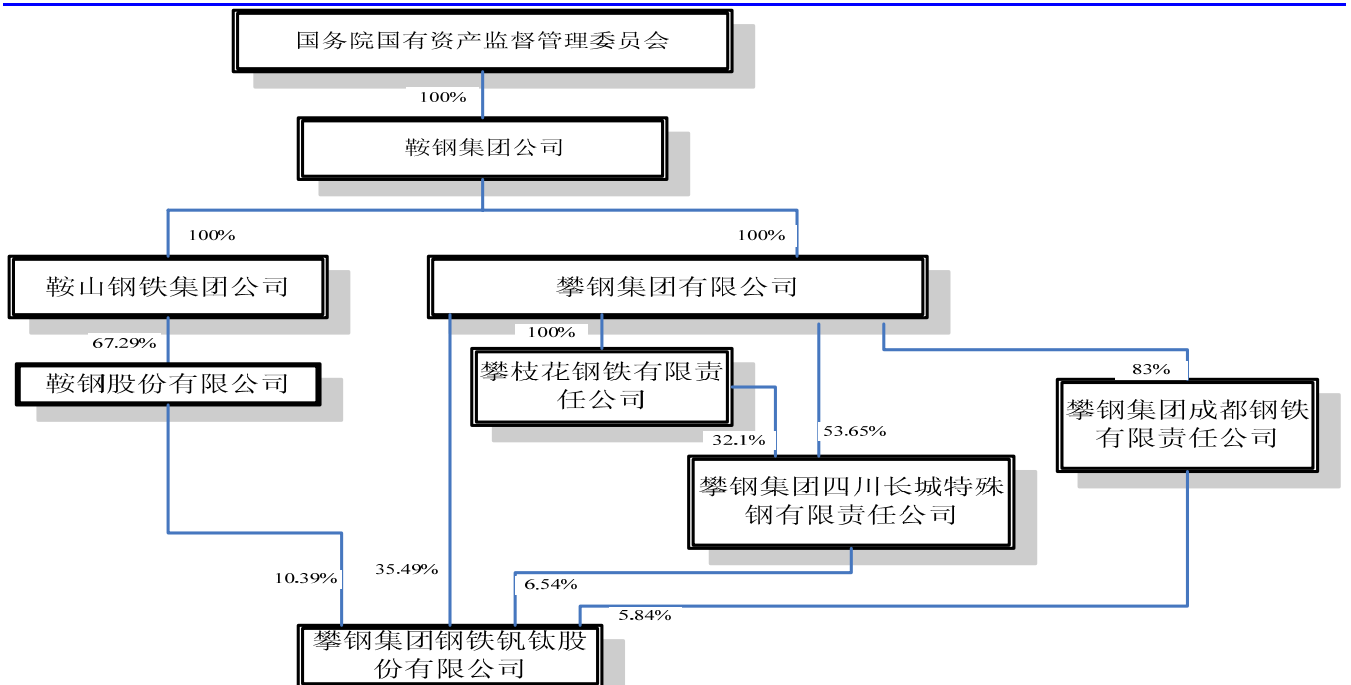 国务院国有资产监督管理委员会
100%
鞍钢集团公司
100%
100%
鞍山钢铁集团公司
攀钢集团有限公司
67.29%
100%
鞍钢股份有限公司
攀枝花钢铁有限责
任公司
83%
攀钢集团成都钢铁
有限责任公司
32.1%
53.65%
攀钢集团四川长城特殊
钢有限责任公司
10.39%
35.49%
6.54%
5.84%
攀钢集团钢铁钒钛股
份有限公司